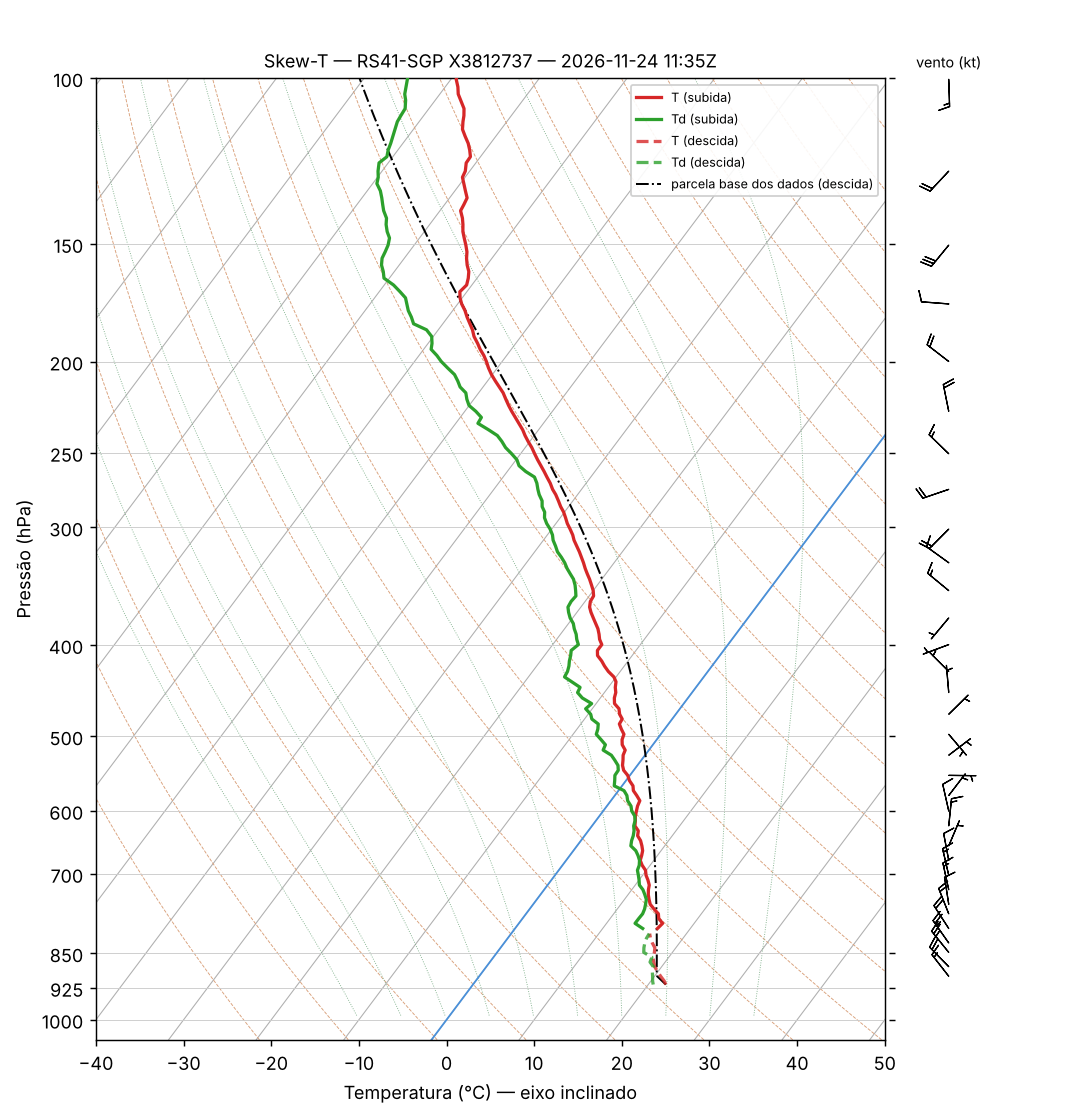 Skew-T — RS41-SGP X3812737 — 2026-11-24 11:35Z
vento (kt)
T (subida)
Td (subida)
T (descida)
Td (descida)
parcela base dos dados (descida)
Pressão (hPa)
100
150
200
250
300
400
500
600
700
850
925
1000
−40
−30
−20
−10
0
10
20
30
40
50
Temperatura (°C) — eixo inclinado